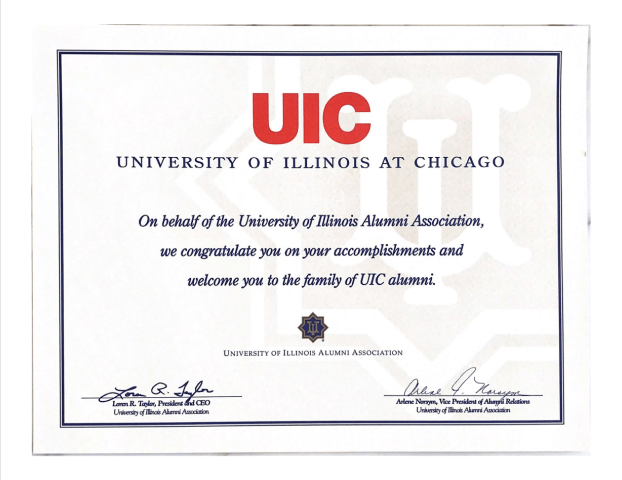 UIC
UNIVERSITY OF ILLINOIS AT CHICAGO
On behalf of the University of Illinois Alumni Association,
we congratulate you on your accomplishments and
welcome you to the family of UIC alumni.
UNIVERSITY OF ILLINOIS ALUMNI ASSOCIATION
Loren R. Taylor
Loren R. Taylor, President and CEO
University of Illinois Alumni Association
Arlene Norsym, Vice President of Alumni Relations
University of Illinois Alumni Association